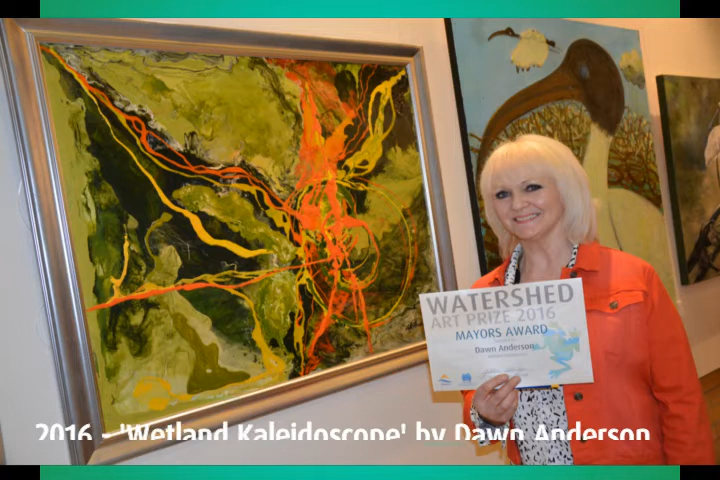 WATERSHED
ART PRIZE 2016
MAYORS AWARD
Dawn Anderson
2016 - 'Wetland Kaleidoscope' by Dawn Anderson